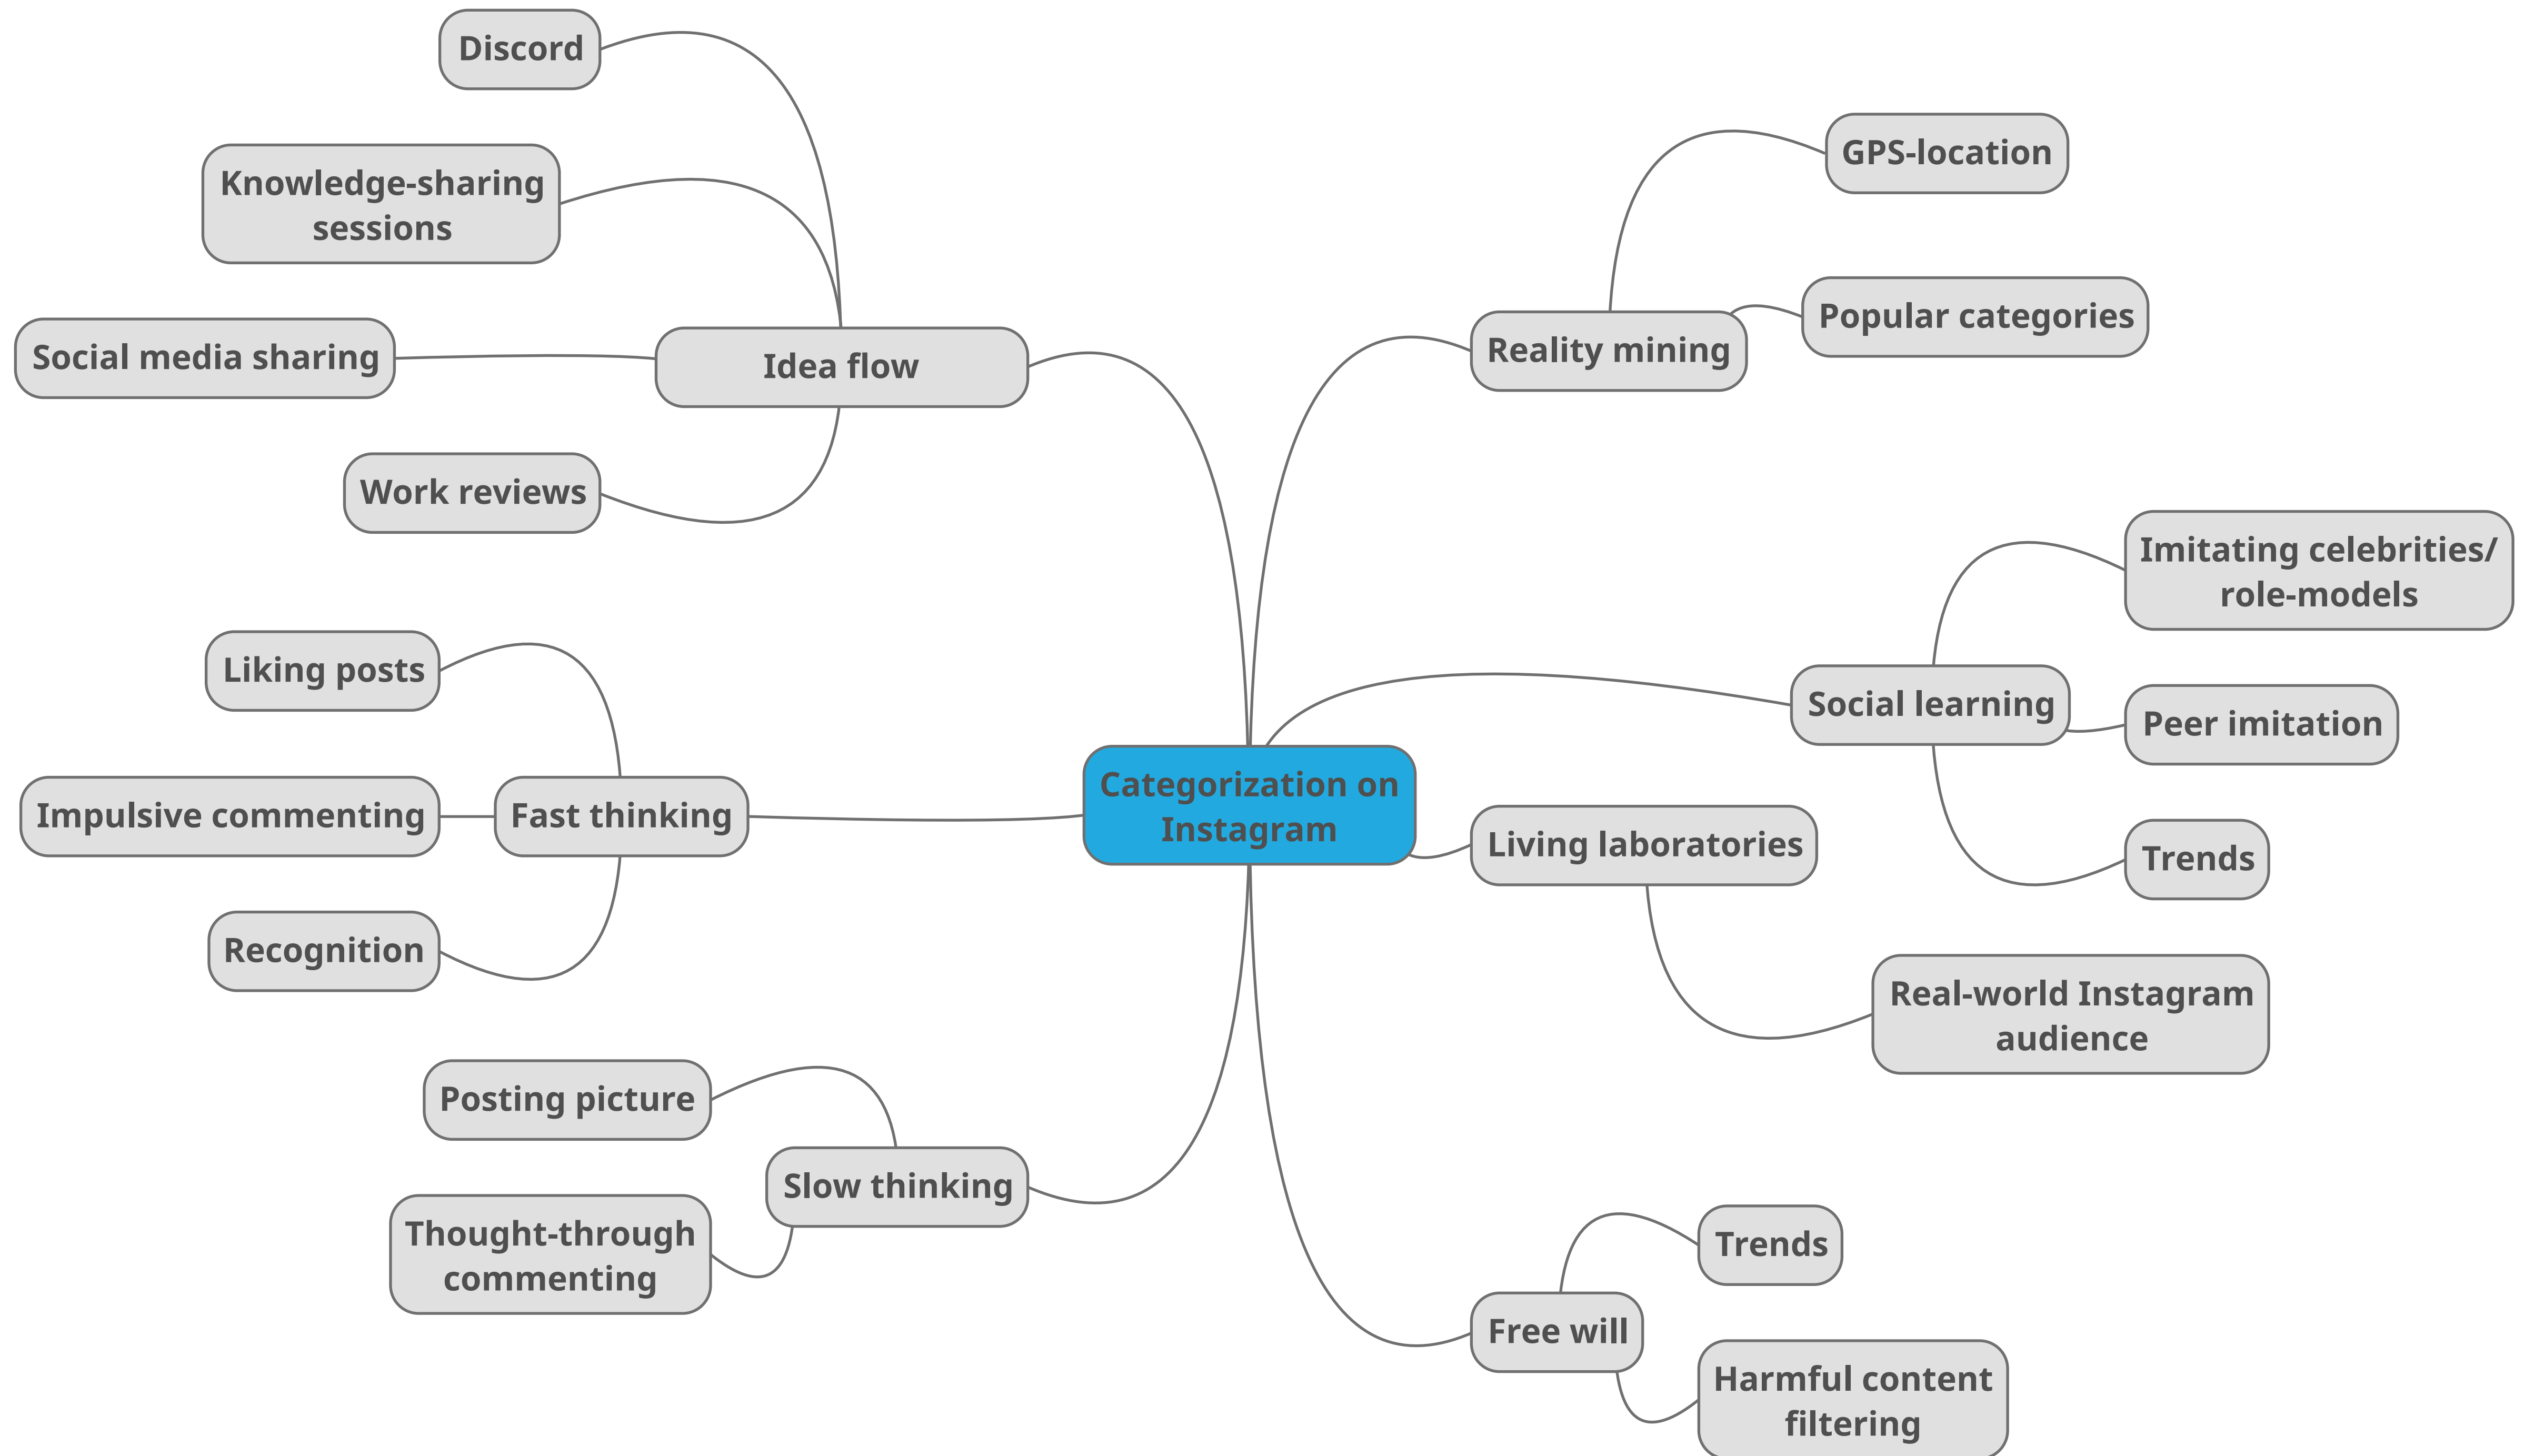 Discord
Knowledge-sharing
sessions
Social media sharing
Idea flow
Work reviews
Liking posts
Impulsive commenting
Fast thinking
Recognition
Posting picture
Slow thinking
Thought-through
commenting
Categorization on
Instagram
GPS-location
Popular categories
Reality mining
Imitating celebrities/
role-models
Social learning
Peer imitation
Trends
Living laboratories
Real-world Instagram
audience
Trends
Free will
Harmful content
filtering